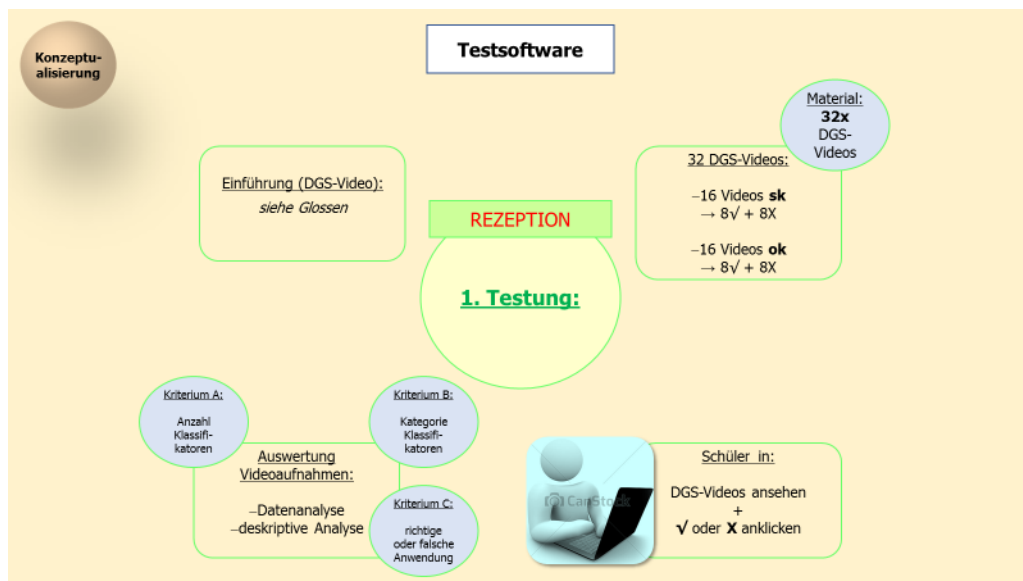 Konzeptu-
alisierung
Testsoftware
Material:
32x
DGS-
Videos
Einführung (DGS-Video):
siehe Glossen
32 DGS-Videos:
–16 Videos sk
→ 8√ + 8X
–16 Videos ok
→ 8√ + 8X
REZEPTION
1. Testung:
Kriterium A:
Anzahl
Klassifi-
katoren
Kriterium B:
Kategorie
Klassifi-
katoren
Auswertung
Videoaufnahmen:
–Datenanalyse
–deskriptive Analyse
Kriterium C:
richtige
oder falsche
Anwendung
CanStock
Schüler in:
DGS-Videos ansehen
+
√ oder X anklicken